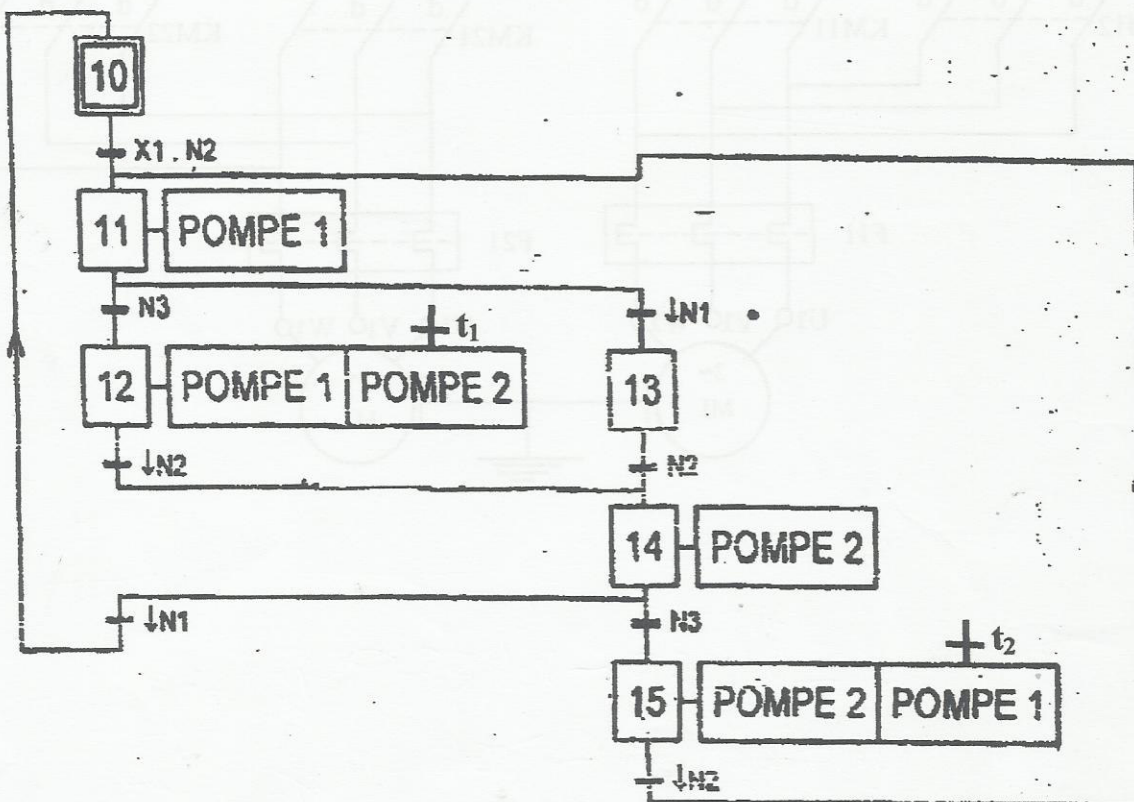 10
X1 . N2
11 POMPE 1
N3 ↓N1
t₁
12 POMPE 1 POMPE 2 13
↓N2 N2
14 POMPE 2
↓N1 N3
t₂
15 POMPE 2 POMPE 1
↓N2